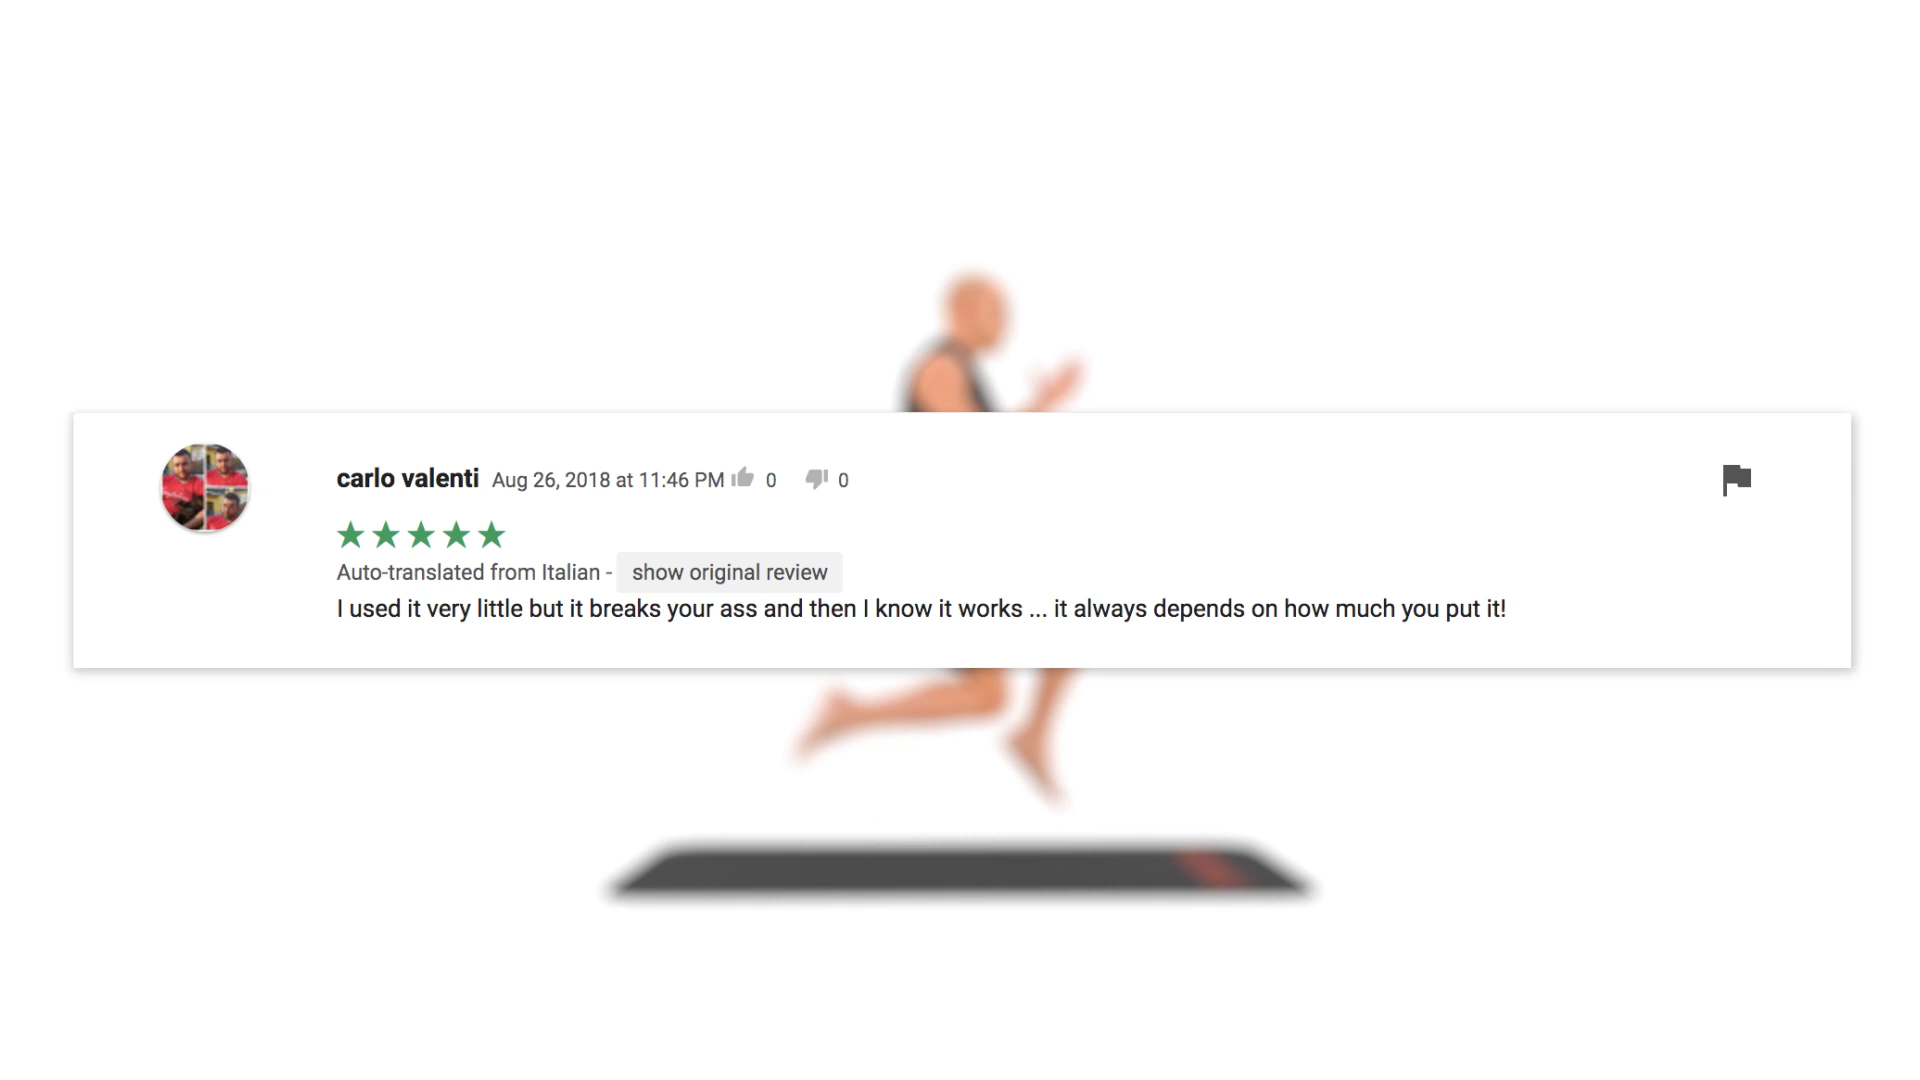 carlo valenti Aug 26, 2018 at 11:46 PM 0 0
Auto-translated from Italian - show original review
I used it very little but it breaks your ass and then I know it works ... it always depends on how much you put it!